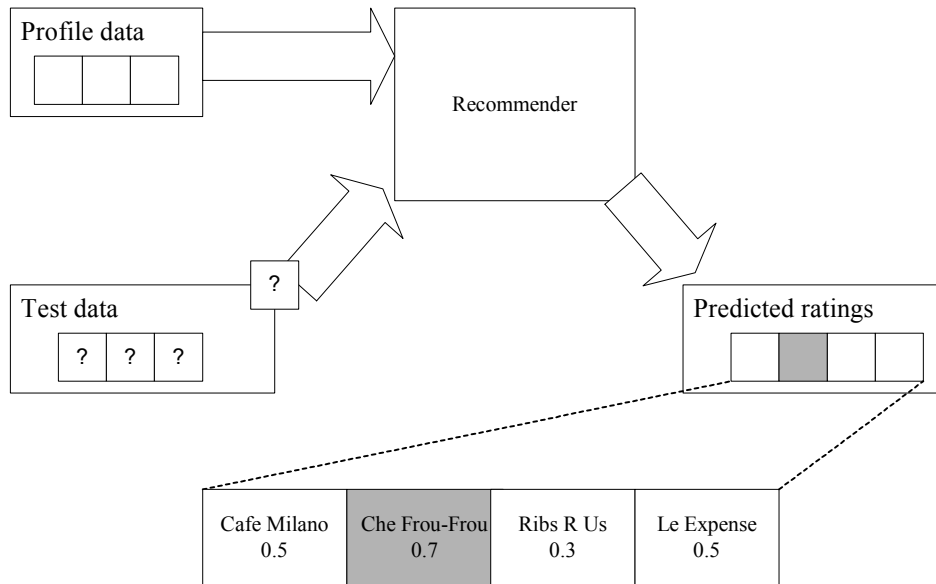 Profile data
Recommender
?
Test data
? ? ?
Predicted ratings
Cafe Milano
0.5
Che Frou-Frou
0.7
Ribs R Us
0.3
Le Expense
0.5